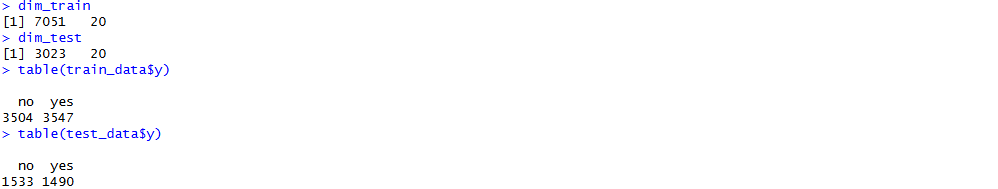 > dim_train
[1] 7051   20
> dim_test
[1] 3023   20
> table(train_data$y)

  no  yes
3504 3547
> table(test_data$y)

  no  yes
1533 1490